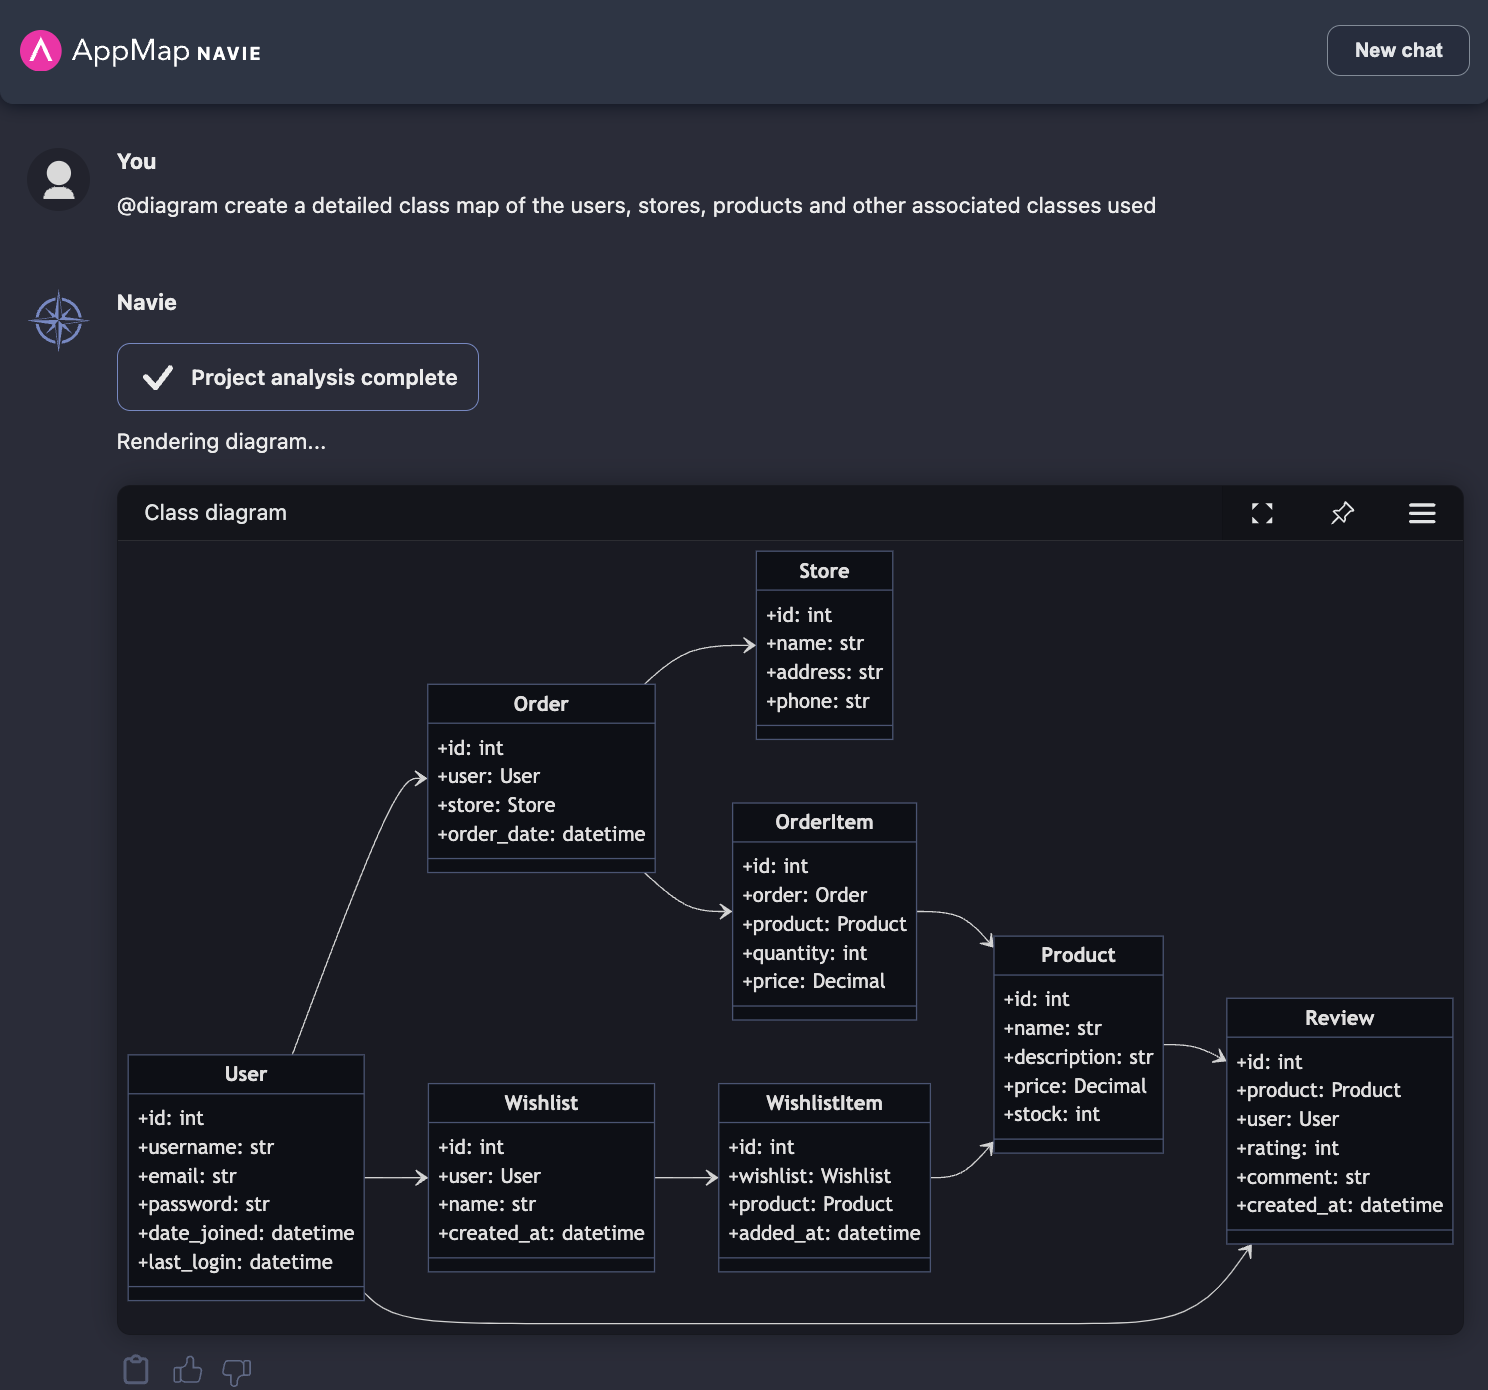 AppMap NAVIE
New chat
You
@diagram create a detailed class map of the users, stores, products and other associated classes used
Navie
Project analysis complete
Rendering diagram...
Class diagram
Store
+id: int
+name: str
+address: str
+phone: str
Order
+id: int
+user: User
+store: Store
+order_date: datetime
OrderItem
+id: int
+order: Order
+product: Product
+quantity: int
+price: Decimal
Product
+id: int
+name: str
+description: str
+price: Decimal
+stock: int
Review
+id: int
+product: Product
+user: User
+rating: int
+comment: str
+created_at: datetime
User
+id: int
+username: str
+email: str
+password: str
+date_joined: datetime
+last_login: datetime
Wishlist
+id: int
+user: User
+name: str
+created_at: datetime
WishlistItem
+id: int
+wishlist: Wishlist
+product: Product
+added_at: datetime